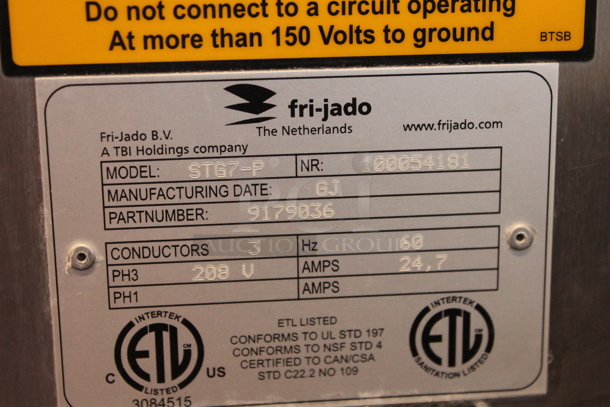 Do not connect to a circuit operating
At more than 150 Volts to ground
BTSB
fri-jado
The Netherlands
Fri-Jado B.V.
A TBI Holdings company
www.frijado.com
MODEL: STG7-P NR: 100054181
MANUFACTURING DATE: GJ
PARTNUMBER: 9179036
CONDUCTORS 3 Hz 60
PH3 208 V AMPS 24,7
PH1 AMPS
INTERTEK
ETL
CM
LISTED
C US
3084515
ETL LISTED
CONFORMS TO UL STD 197
CONFORMS TO NSF STD 4
CERTIFIED TO CAN/CSA
STD C22.2 NO 109
INTERTEK
ETL
CM
SANITATION LISTED
AUCTION GROUP